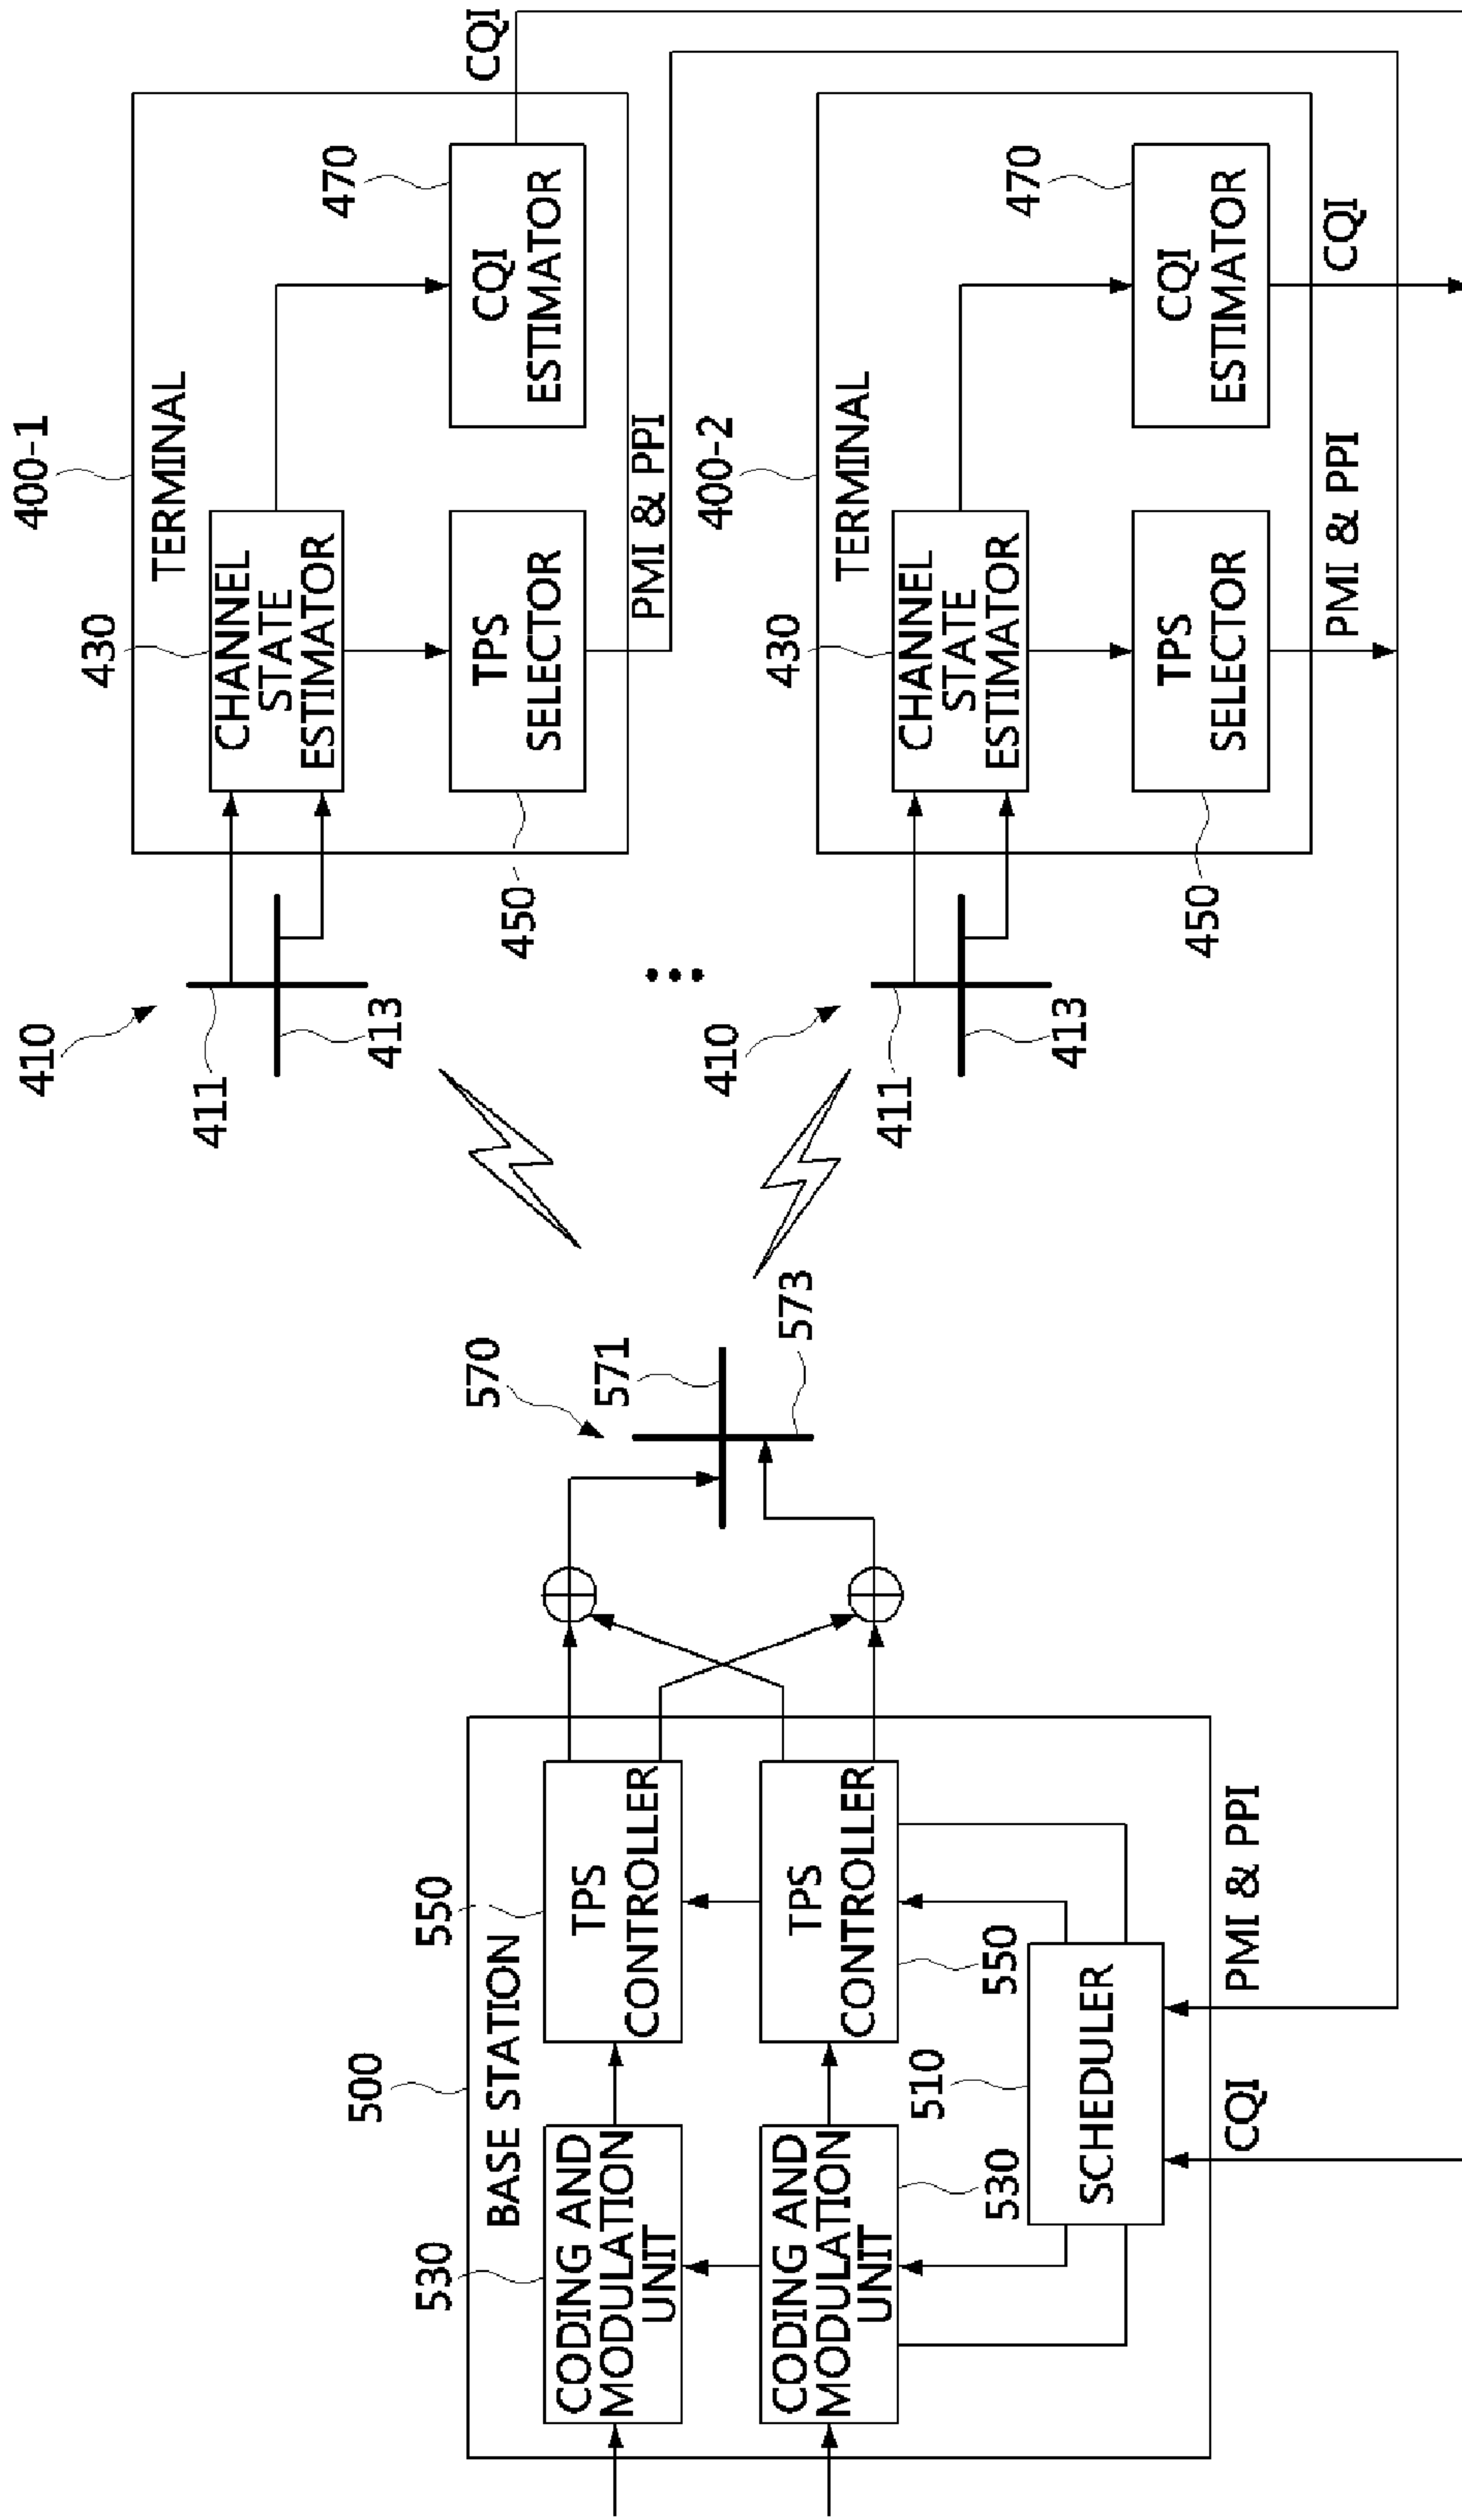 500
BASE STATION
530
CODING AND
MODULATION
UNIT
550
TPS
CONTROLLER
CODING AND
MODULATION
UNIT
530
TPS
CONTROLLER
550
510
SCHEDULER
CQI
PMI & PPI
570
571
573
410
411
413
400-1
TERMINAL
430
CHANNEL
STATE
ESTIMATOR
450
TPS
SELECTOR
470
CQI
ESTIMATOR
CQI
PMI & PPI
410
411
413
400-2
TERMINAL
430
CHANNEL
STATE
ESTIMATOR
450
TPS
SELECTOR
470
CQI
ESTIMATOR
PMI & PPI
CQI